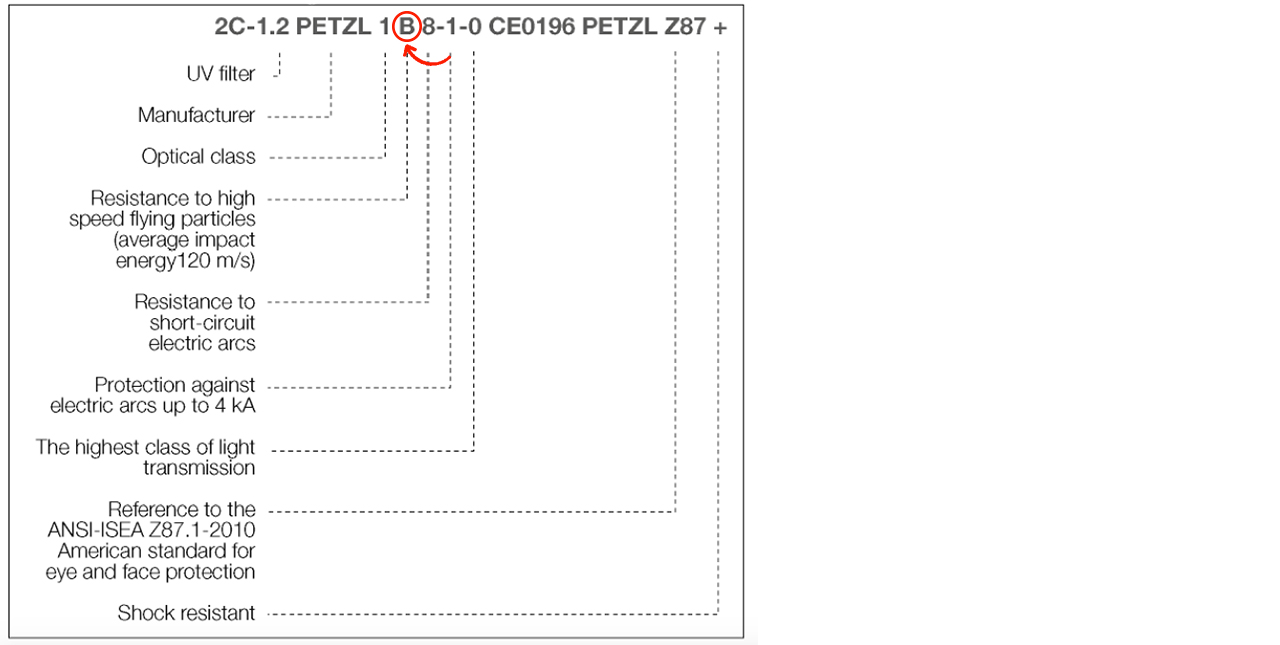 2C-1.2 PETZL 1 B 8-1-0 CE0196 PETZL Z87 +
UV filter
Manufacturer
Optical class
Resistance to high
speed flying particles
(average impact
energy120 m/s)
Resistance to
short-circuit
electric arcs
Protection against
electric arcs up to 4 kA
The highest class of light
transmission
Reference to the
ANSI-ISEA Z87.1-2010
American standard for
eye and face protection
Shock resistant